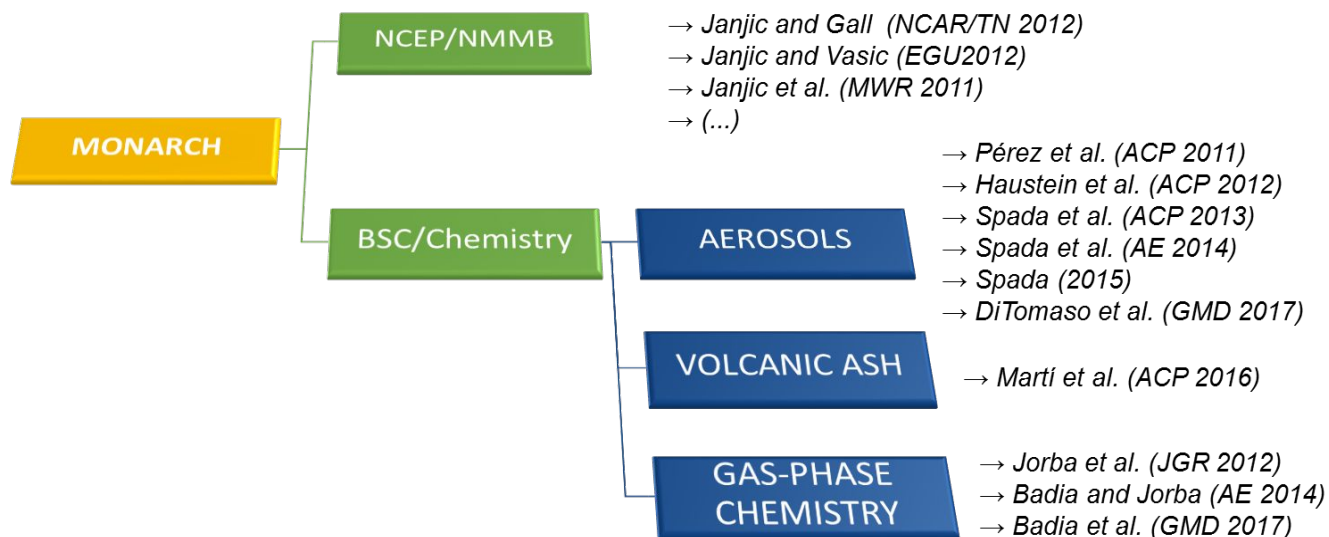 NCEP/NMMB
→ Janjic and Gall (NCAR/TN 2012)
→ Janjic and Vasic (EGU2012)
→ Janjic et al. (MWR 2011)
→ (...)
MONARCH
BSC/Chemistry
AEROSOLS
→ Pérez et al. (ACP 2011)
→ Haustein et al. (ACP 2012)
→ Spada et al. (ACP 2013)
→ Spada et al. (AE 2014)
→ Spada (2015)
→ DiTomaso et al. (GMD 2017)
VOLCANIC ASH
→ Martí et al. (ACP 2016)
GAS-PHASE
CHEMISTRY
→ Jorba et al. (JGR 2012)
→ Badia and Jorba (AE 2014)
→ Badia et al. (GMD 2017)